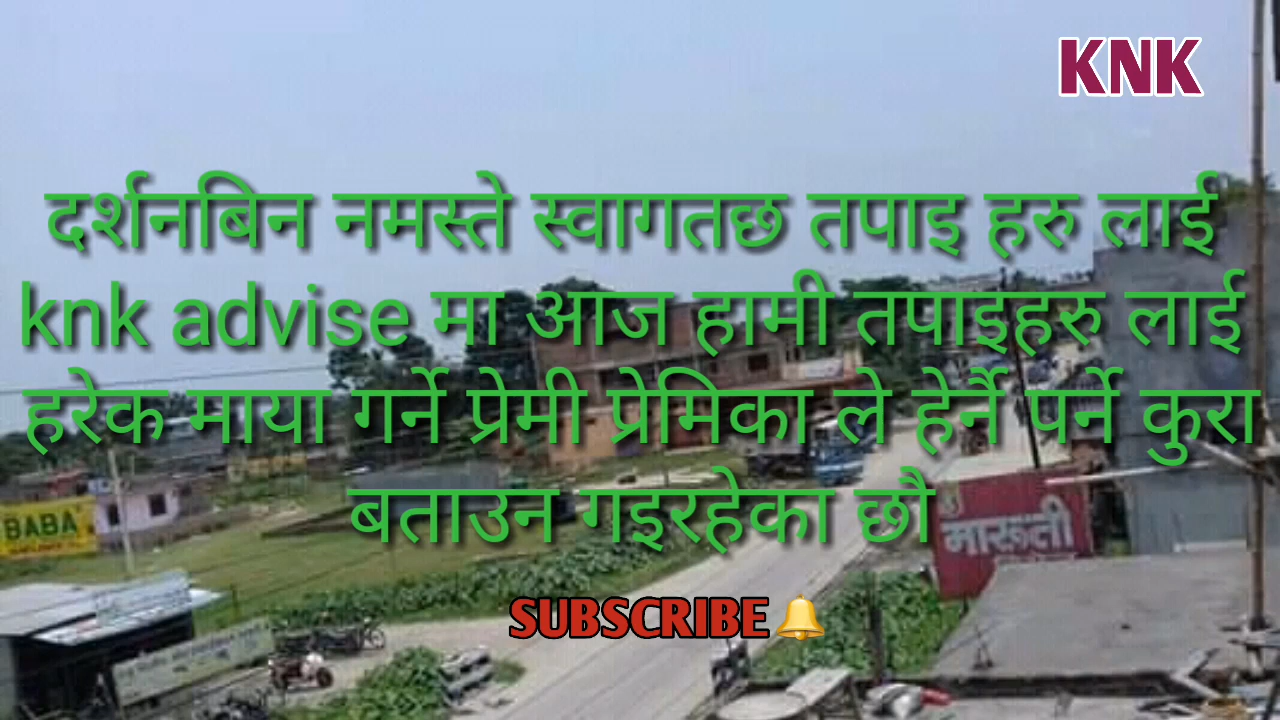 KNK
दर्शनबिन नमस्ते स्वागतछ तपाइ हरु लाई
knk advise मा आज हामी तपाइहरु लाई
हरेक माया गर्ने प्रेमी प्रेमिका ले हेर्नै पर्ने कुरा
बताउन गइरहेका छौ
BABA
मारूती
SUBSCRIBE🔔